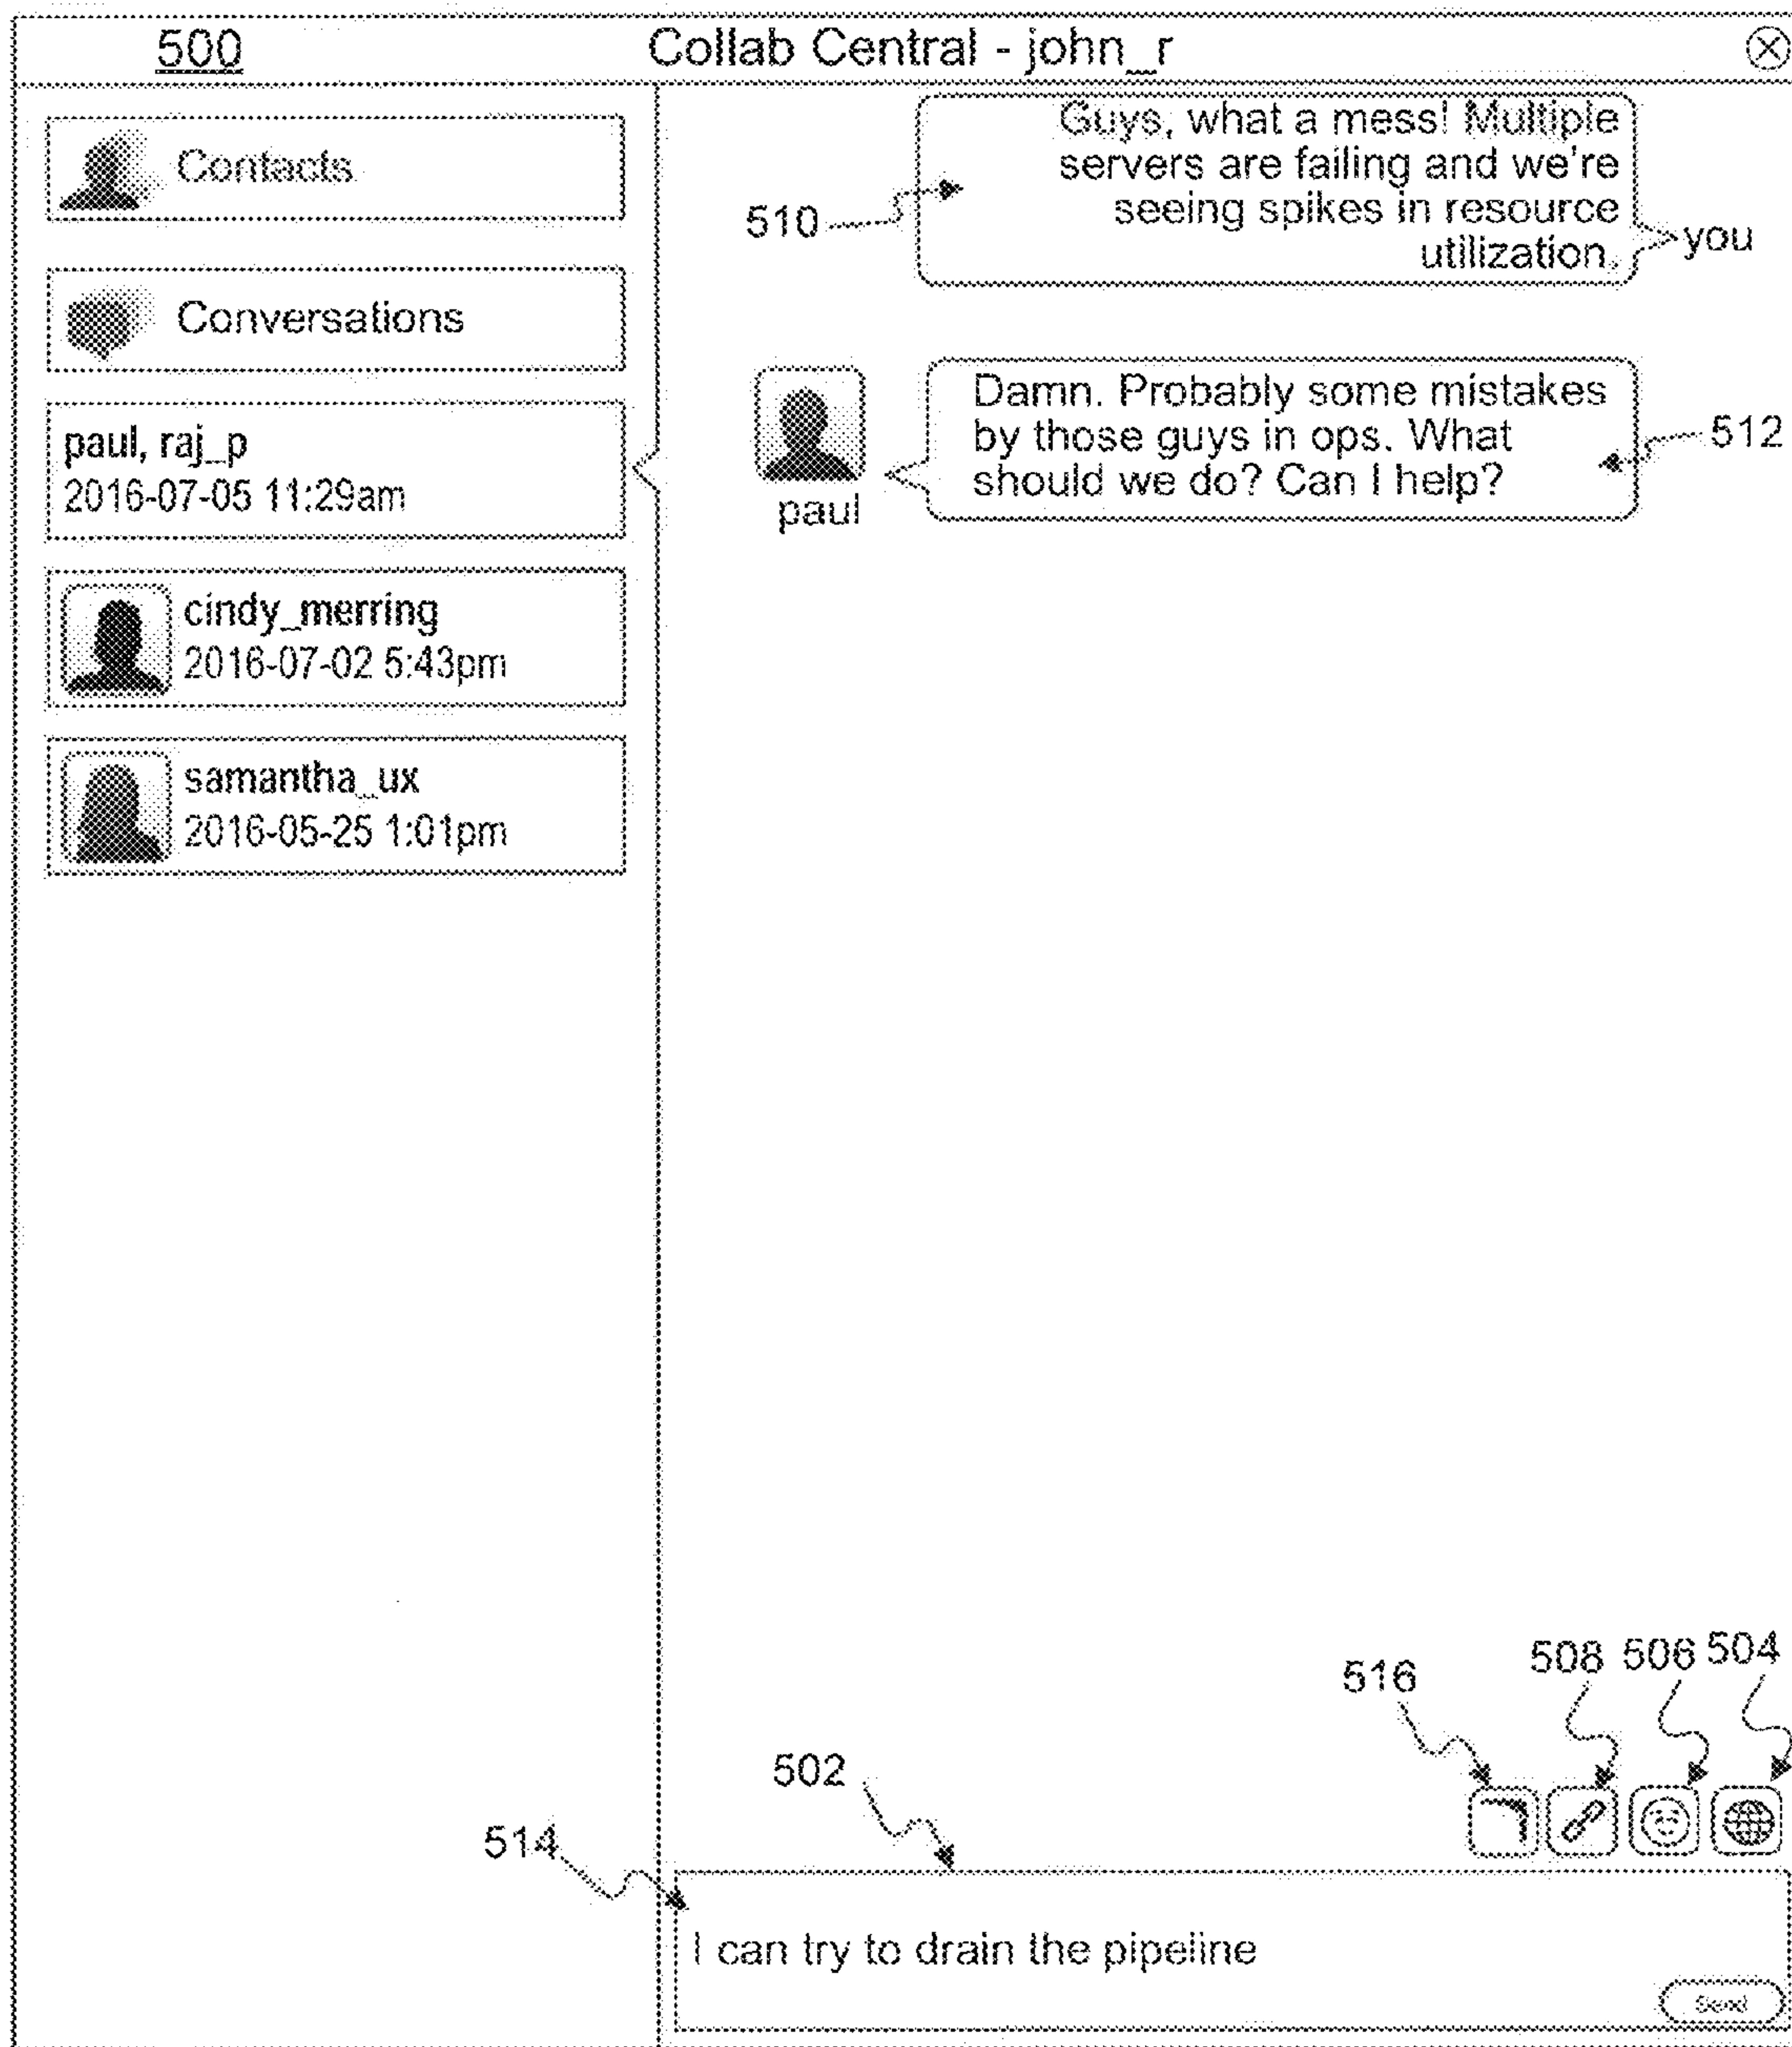 500
Collab Central - john_r
Contacts
Conversations
paul, raj_p
2016-07-05 11:29am
cindy_merring
2016-07-02 5:43pm
samantha_ux
2016-05-25 1:01pm
Guys, what a mess! Multiple
servers are failing and we're
seeing spikes in resource
utilization.
510
you
Damn. Probably some mistakes
by those guys in ops. What
should we do? Can I help?
512
paul
516
508
506
504
502
514
I can try to drain the pipeline
Send